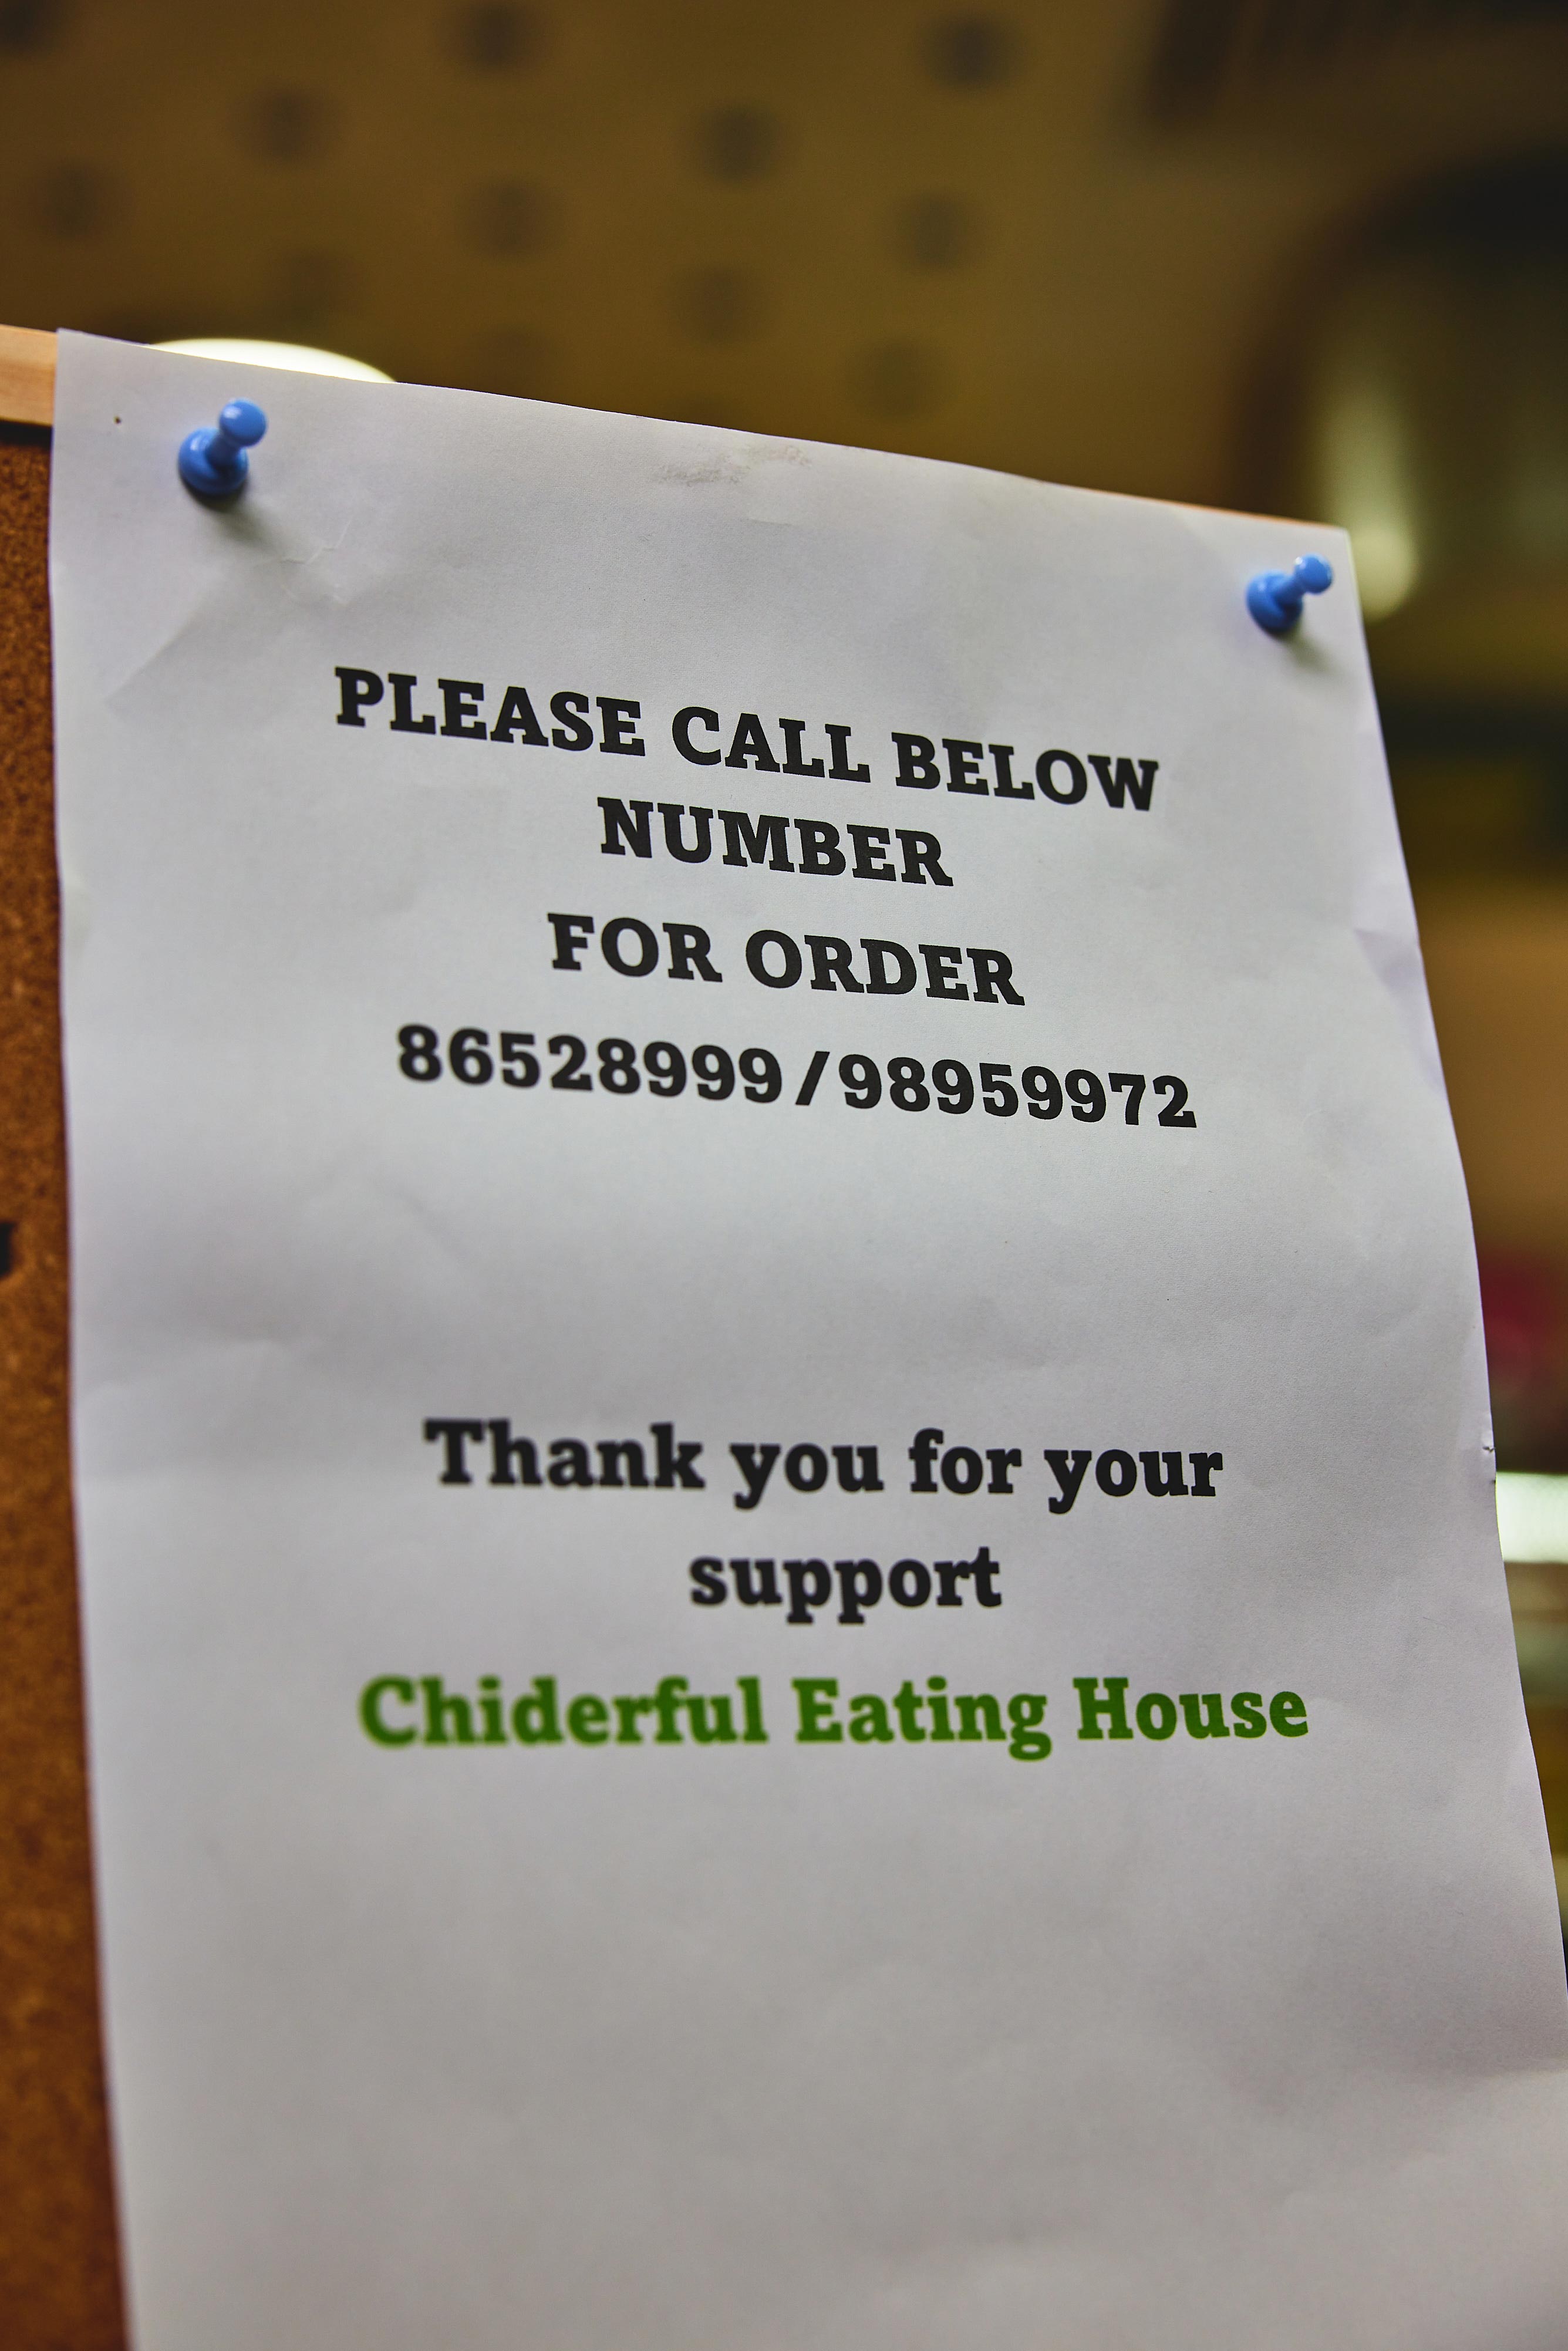 PLEASE CALL BELOW
NUMBER
FOR ORDER
86528999/98959972
Thank you for your
support
Chiderful Eating House